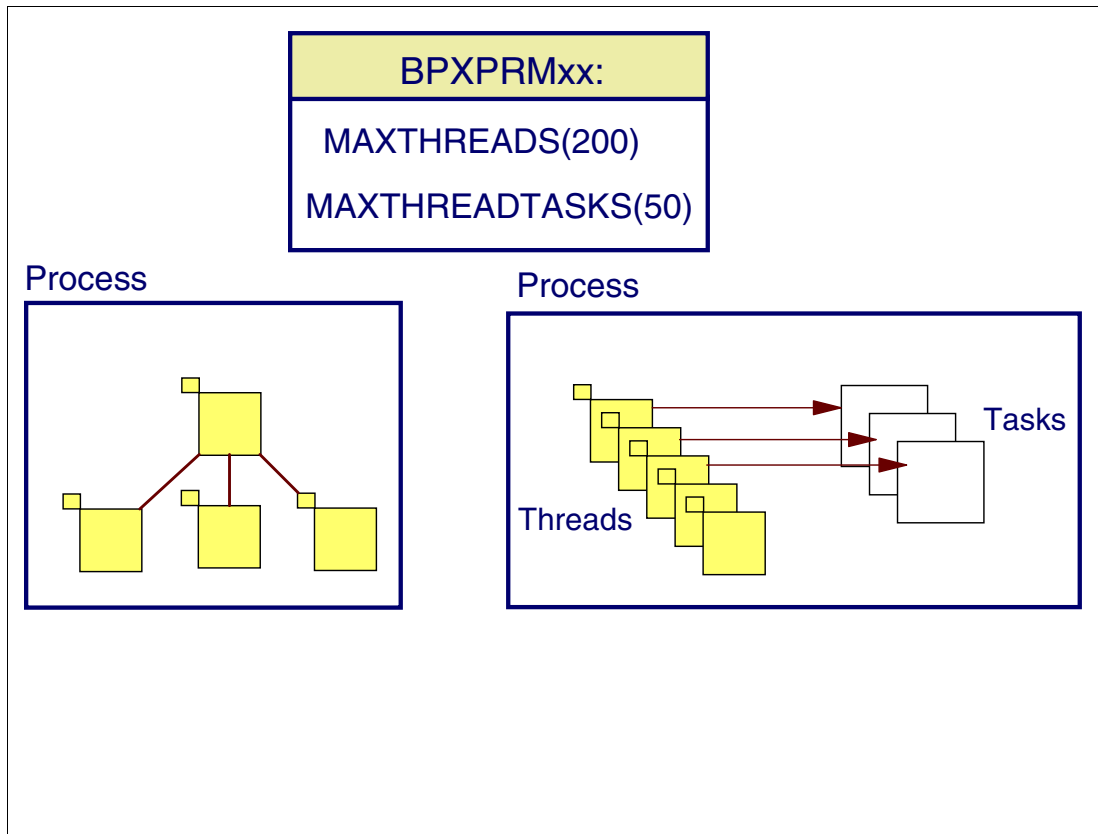 BPXPRMxx:
MAXTHREADS(200)
MAXTHREADTASKS(50)
Process
Process
Tasks
Threads